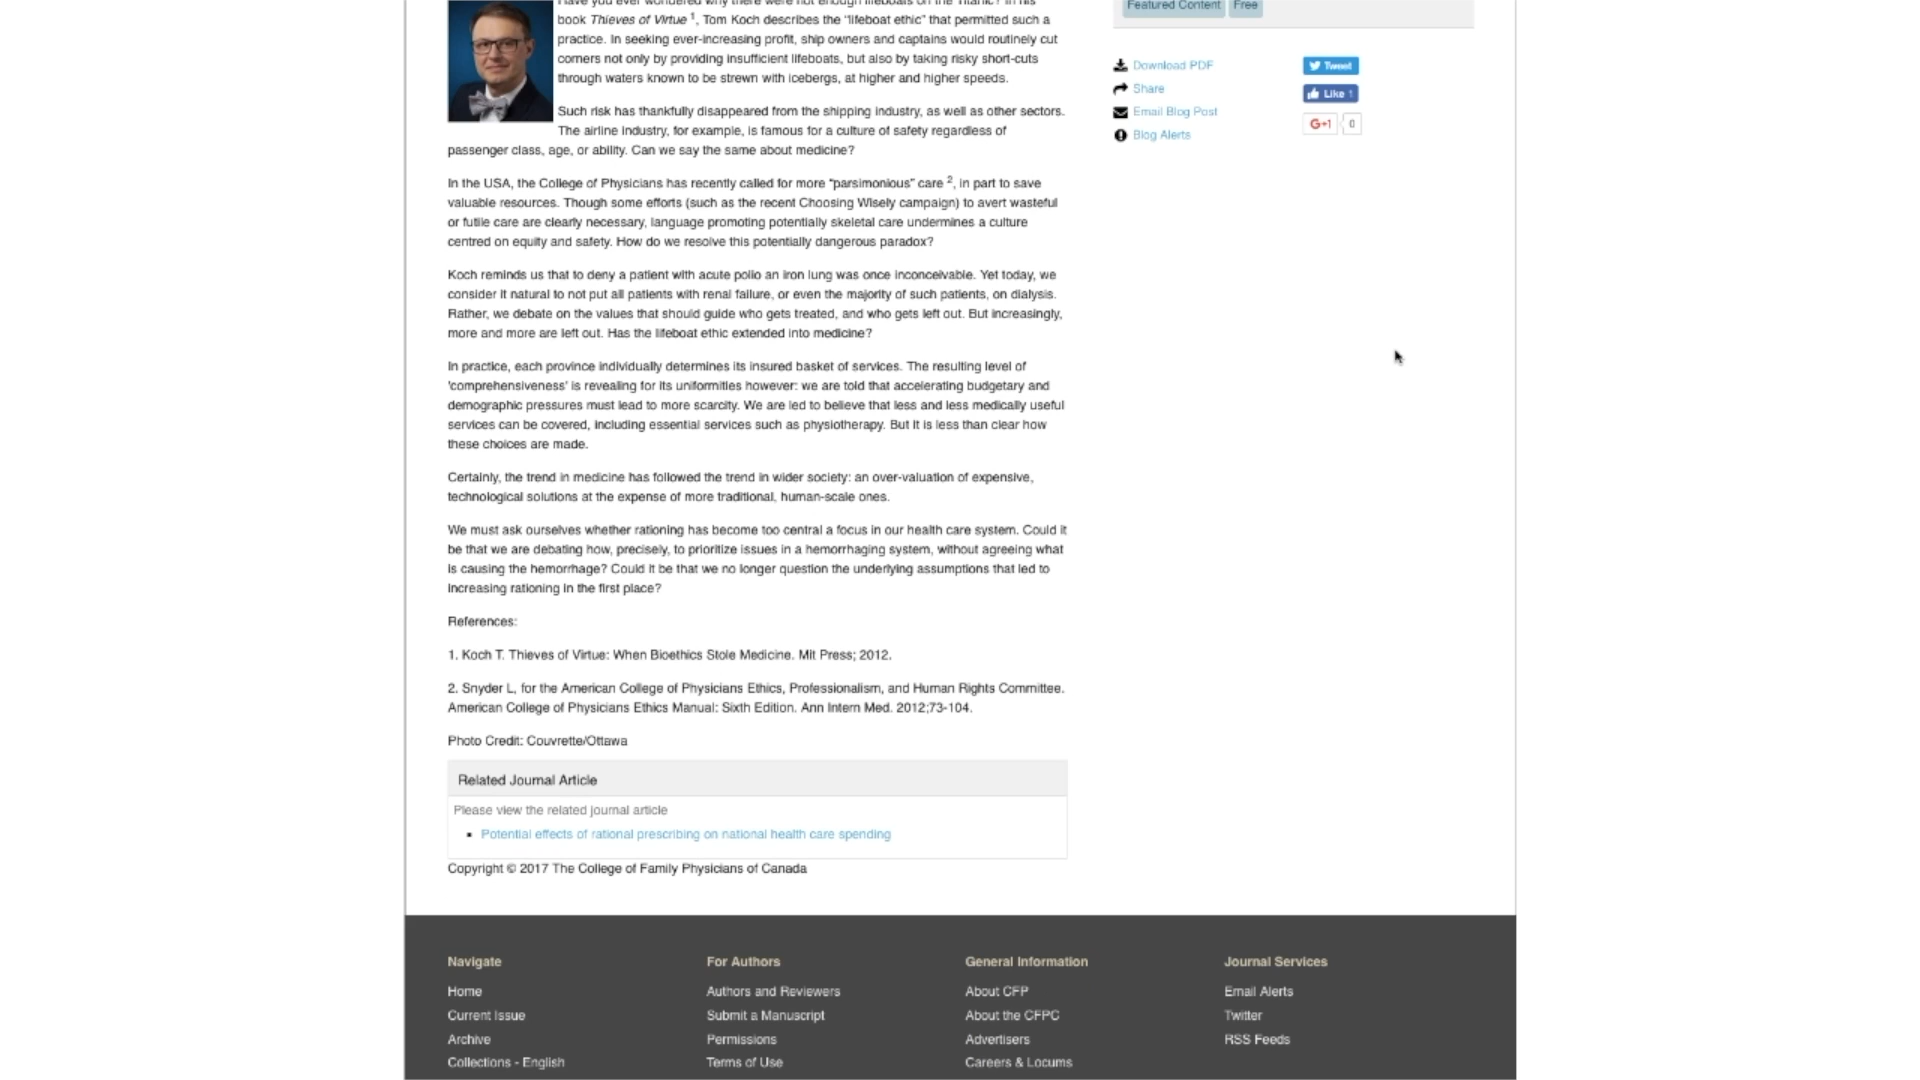 Have you ever wondered why there were not enough lifeboats on the Titanic? In his
book Thieves of Virtue 1, Tom Koch describes the “lifeboat ethic” that permitted such a
practice. In seeking ever-increasing profit, ship owners and captains would routinely cut
corners not only by providing insufficient lifeboats, but also by taking risky short-cuts
through waters known to be strewn with icebergs, at higher and higher speeds.
Such risk has thankfully disappeared from the shipping industry, as well as other sectors.
The airline industry, for example, is famous for a culture of safety regardless of
passenger class, age, or ability. Can we say the same about medicine?
In the USA, the College of Physicians has recently called for more “parsimonious” care 2, in part to save
valuable resources. Though some efforts (such as the recent Choosing Wisely campaign) to avert wasteful
or futile care are clearly necessary, language promoting potentially skeletal care undermines a culture
centred on equity and safety. How do we resolve this potentially dangerous paradox?
Koch reminds us that to deny a patient with acute polio an iron lung was once inconceivable. Yet today, we
consider it natural to not put all patients with renal failure, or even the majority of such patients, on dialysis.
Rather, we debate on the values that should guide who gets treated, and who gets left out. But increasingly,
more and more are left out. Has the lifeboat ethic extended into medicine?
In practice, each province individually determines its insured basket of services. The resulting level of
'comprehensiveness' is revealing for its uniformities however: we are told that accelerating budgetary and
demographic pressures must lead to more scarcity. We are led to believe that less and less medically useful
services can be covered, including essential services such as physiotherapy. But it is less than clear how
these choices are made.
Certainly, the trend in medicine has followed the trend in wider society: an over-valuation of expensive,
technological solutions at the expense of more traditional, human-scale ones.
We must ask ourselves whether rationing has become too central a focus in our health care system. Could it
be that we are debating how, precisely, to prioritize issues in a hemorrhaging system, without agreeing what
is causing the hemorrhage? Could it be that we no longer question the underlying assumptions that led to
increasing rationing in the first place?
References:
1. Koch T. Thieves of Virtue: When Bioethics Stole Medicine. Mit Press; 2012.
2. Snyder L, for the American College of Physicians Ethics, Professionalism, and Human Rights Committee.
American College of Physicians Ethics Manual: Sixth Edition. Ann Intern Med. 2012;73-104.
Photo Credit: Couvrette/Ottawa
Related Journal Article
Please view the related journal article
Potential effects of rational prescribing on national health care spending
Copyright © 2017 The College of Family Physicians of Canada
Featured Content Free
Download PDF
Share
Email Blog Post
Blog Alerts
Tweet
Like 1
G+1 0
Navigate
Home
Current Issue
Archive
Collections - English
For Authors
Authors and Reviewers
Submit a Manuscript
Permissions
Terms of Use
General Information
About CFP
About the CFPC
Advertisers
Careers & Locums
Journal Services
Email Alerts
Twitter
RSS Feeds